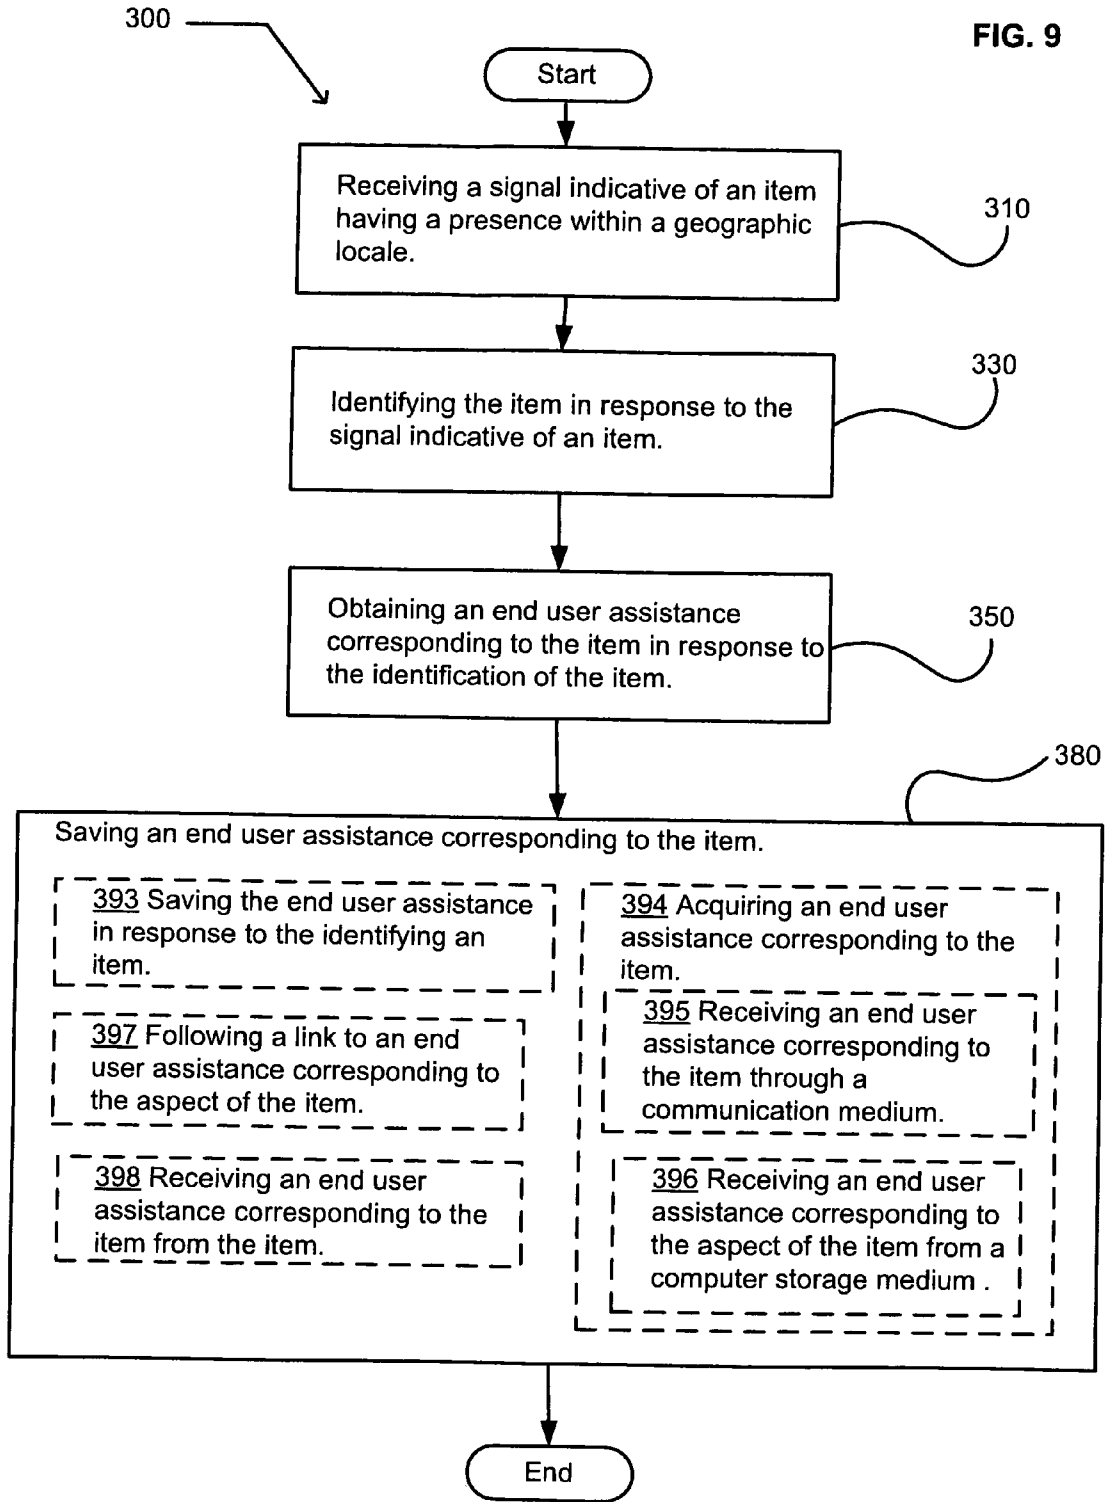 300
FIG. 9
Start
Receiving a signal indicative of an item
having a presence within a geographic
locale.
310
Identifying the item in response to the
signal indicative of an item.
330
Obtaining an end user assistance
corresponding to the item in response to
the identification of the item.
350
380
Saving an end user assistance corresponding to the item.
393 Saving the end user assistance
in response to the identifying an
item.
397 Following a link to an end
user assistance corresponding to
the aspect of the item.
398 Receiving an end user
assistance corresponding to the
item from the item.
394 Acquiring an end user
assistance corresponding to the
item.
395 Receiving an end user
assistance corresponding to
the item through a
communication medium.
396 Receiving an end user
assistance corresponding to
the aspect of the item from a
computer storage medium .
End